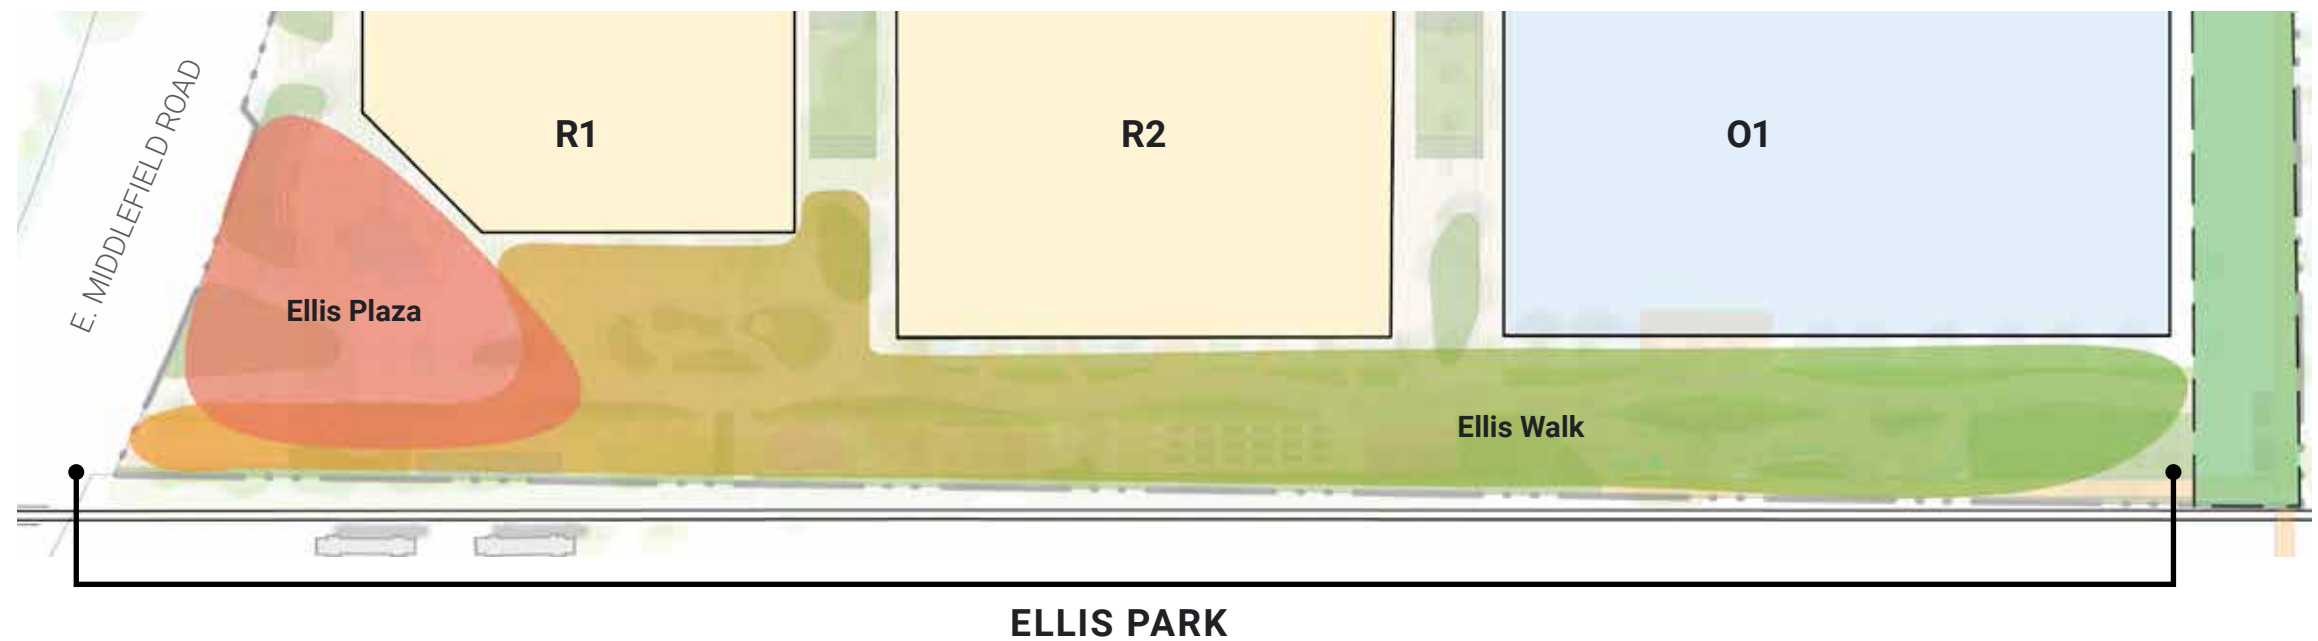 E. MIDDLEFIELD ROAD
R1
R2
O1
Ellis Plaza
Ellis Walk
ELLIS PARK